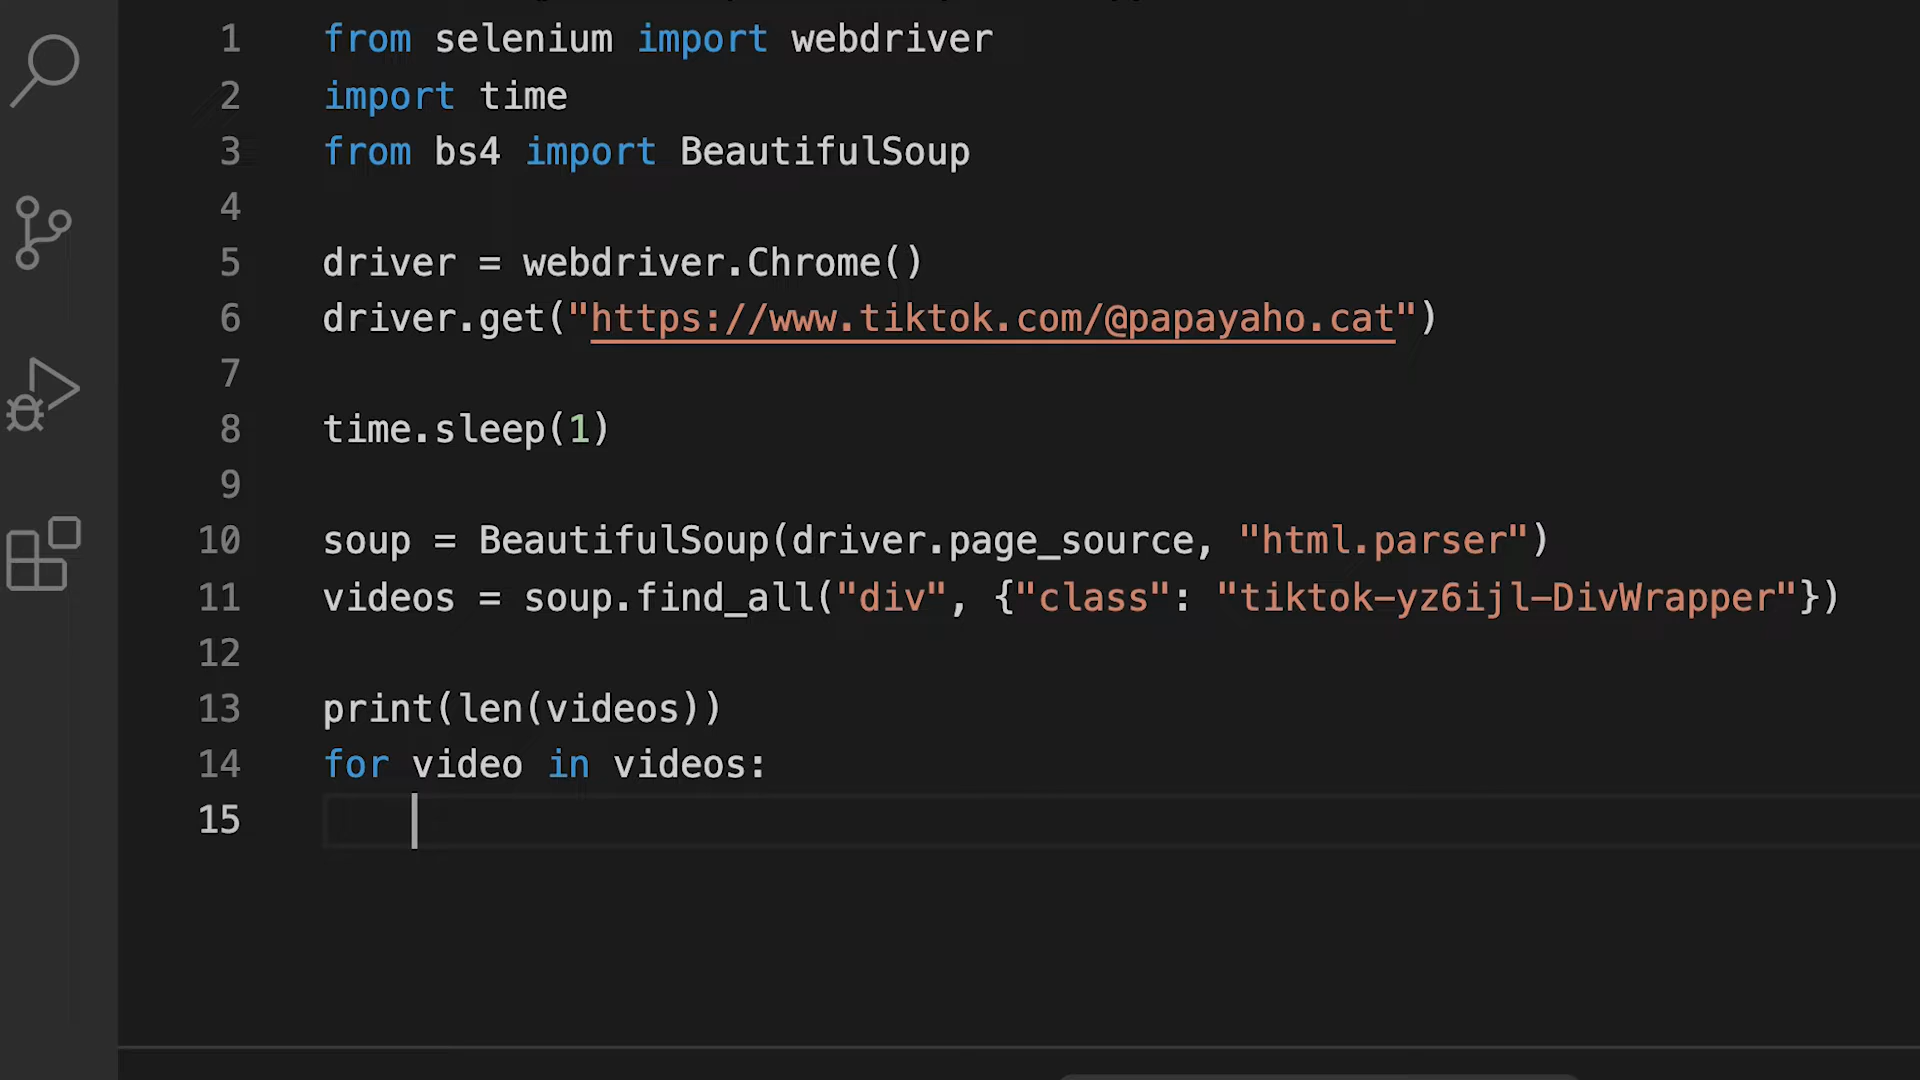 1 from selenium import webdriver
2 import time
3 from bs4 import BeautifulSoup
4
5 driver = webdriver.Chrome()
6 driver.get("https://www.tiktok.com/@papayaho.cat")
7
8 time.sleep(1)
9
10 soup = BeautifulSoup(driver.page_source, "html.parser")
11 videos = soup.find_all("div", {"class": "tiktok-yz6ijl-DivWrapper"})
12
13 print(len(videos))
14 for video in videos:
15